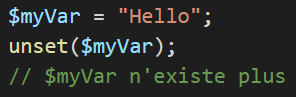 $myVar = "Hello";
unset($myVar);
// $myVar n'existe plus